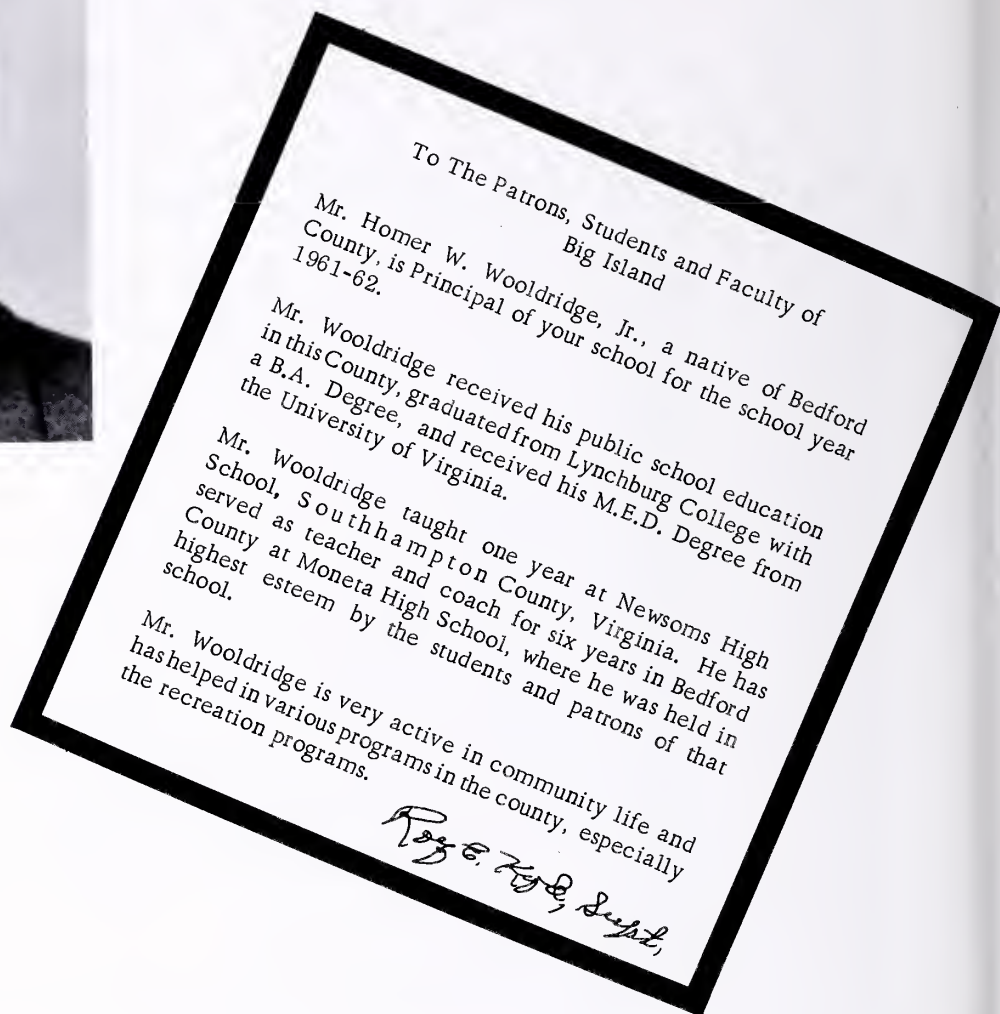 To The Patrons, Students and Faculty of
Big Island
Mr. Homer W. Wooldridge, Jr., a native of Bedford
County, is Principal of your school for the school year
1961-62.
Mr. Wooldridge received his public school education
in this County, graduated from Lynchburg College with
a B.A. Degree, and received his M.E.D. Degree from
the University of Virginia.
Mr. Wooldridge taught one year at Newsoms High
School, Southhampton County, Virginia. He has
served as teacher and coach for six years in Bedford
County at Moneta High School, where he was held in
highest esteem by the students and patrons of that
school.
Mr. Wooldridge is very active in community life and
has helped in various programs in the county, especially
the recreation programs.
Roy E. Supt,